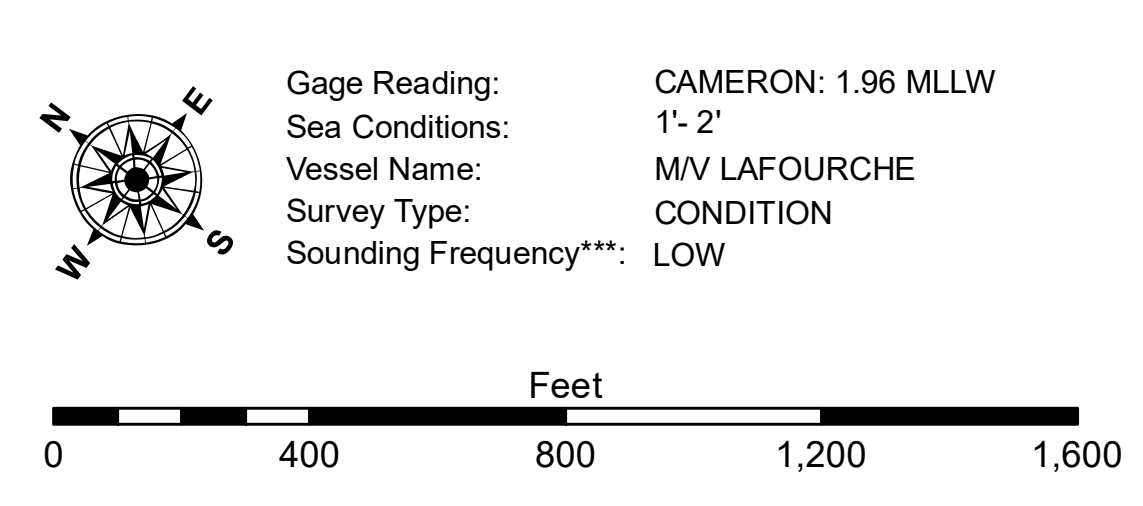 N
E
W
S
Gage Reading: CAMERON: 1.96 MLLW
Sea Conditions: 1'- 2'
Vessel Name: M/V LAFOURCHE
Survey Type: CONDITION
Sounding Frequency***: LOW
Feet
0 400 800 1,200 1,600